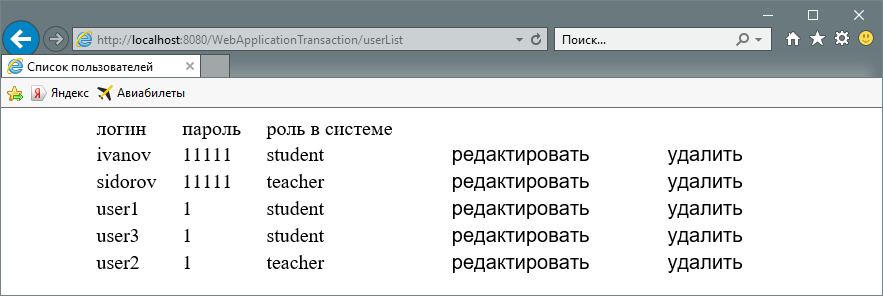 http://localhost:8080/WebApplicationTransaction/userList
Поиск...
Список пользователей
Яндекс Авиабилеты
логин пароль роль в системе
ivanov 11111 student редактировать удалить
sidorov 11111 teacher редактировать удалить
user1 1 student редактировать удалить
user3 1 student редактировать удалить
user2 1 teacher редактировать удалить